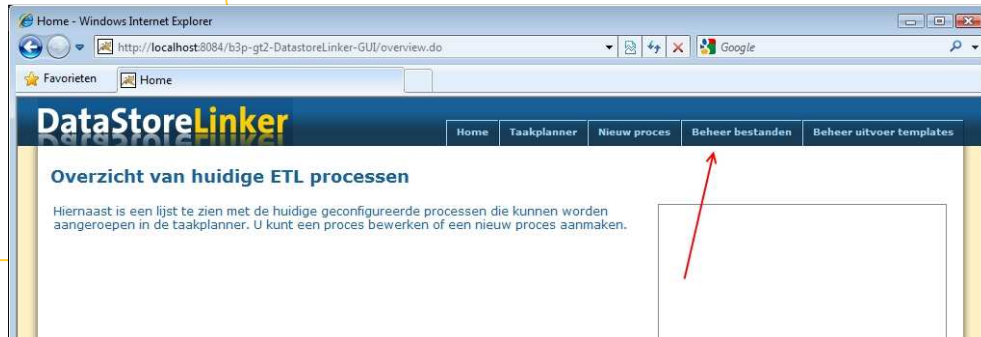 Home - Windows Internet Explorer
http://localhost:8084/b3p-gt2-DatastoreLinker-GUI/overview.do
Google
Favorieten
Home
DataStoreLinker
Home
Taakplanner
Nieuw proces
Beheer bestanden
Beheer uitvoer templates
Overzicht van huidige ETL processen
Hiernaast is een lijst te zien met de huidige geconfigureerde processen die kunnen worden
aangeroepen in de taakplanner. U kunt een proces bewerken of een nieuw proces aanmaken.